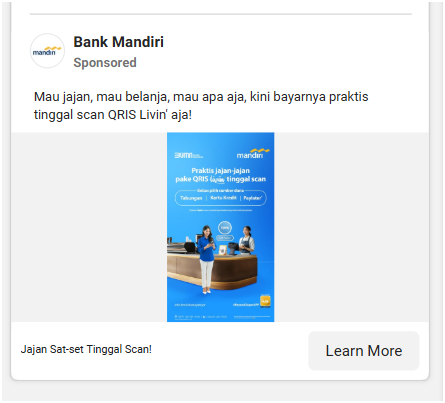 mandiri
Bank Mandiri
Sponsored
Mau jajan, mau belanja, mau apa aja, kini bayarnya praktis
tinggal scan QRIS Livin' aja!
BUMN
mandiri
Praktis jajan-jajan
pake QRIS Livin' tinggal scan
Tabungan | Kartu Kredit | Paylater
Jajan Sat-set Tinggal Scan!
Learn More